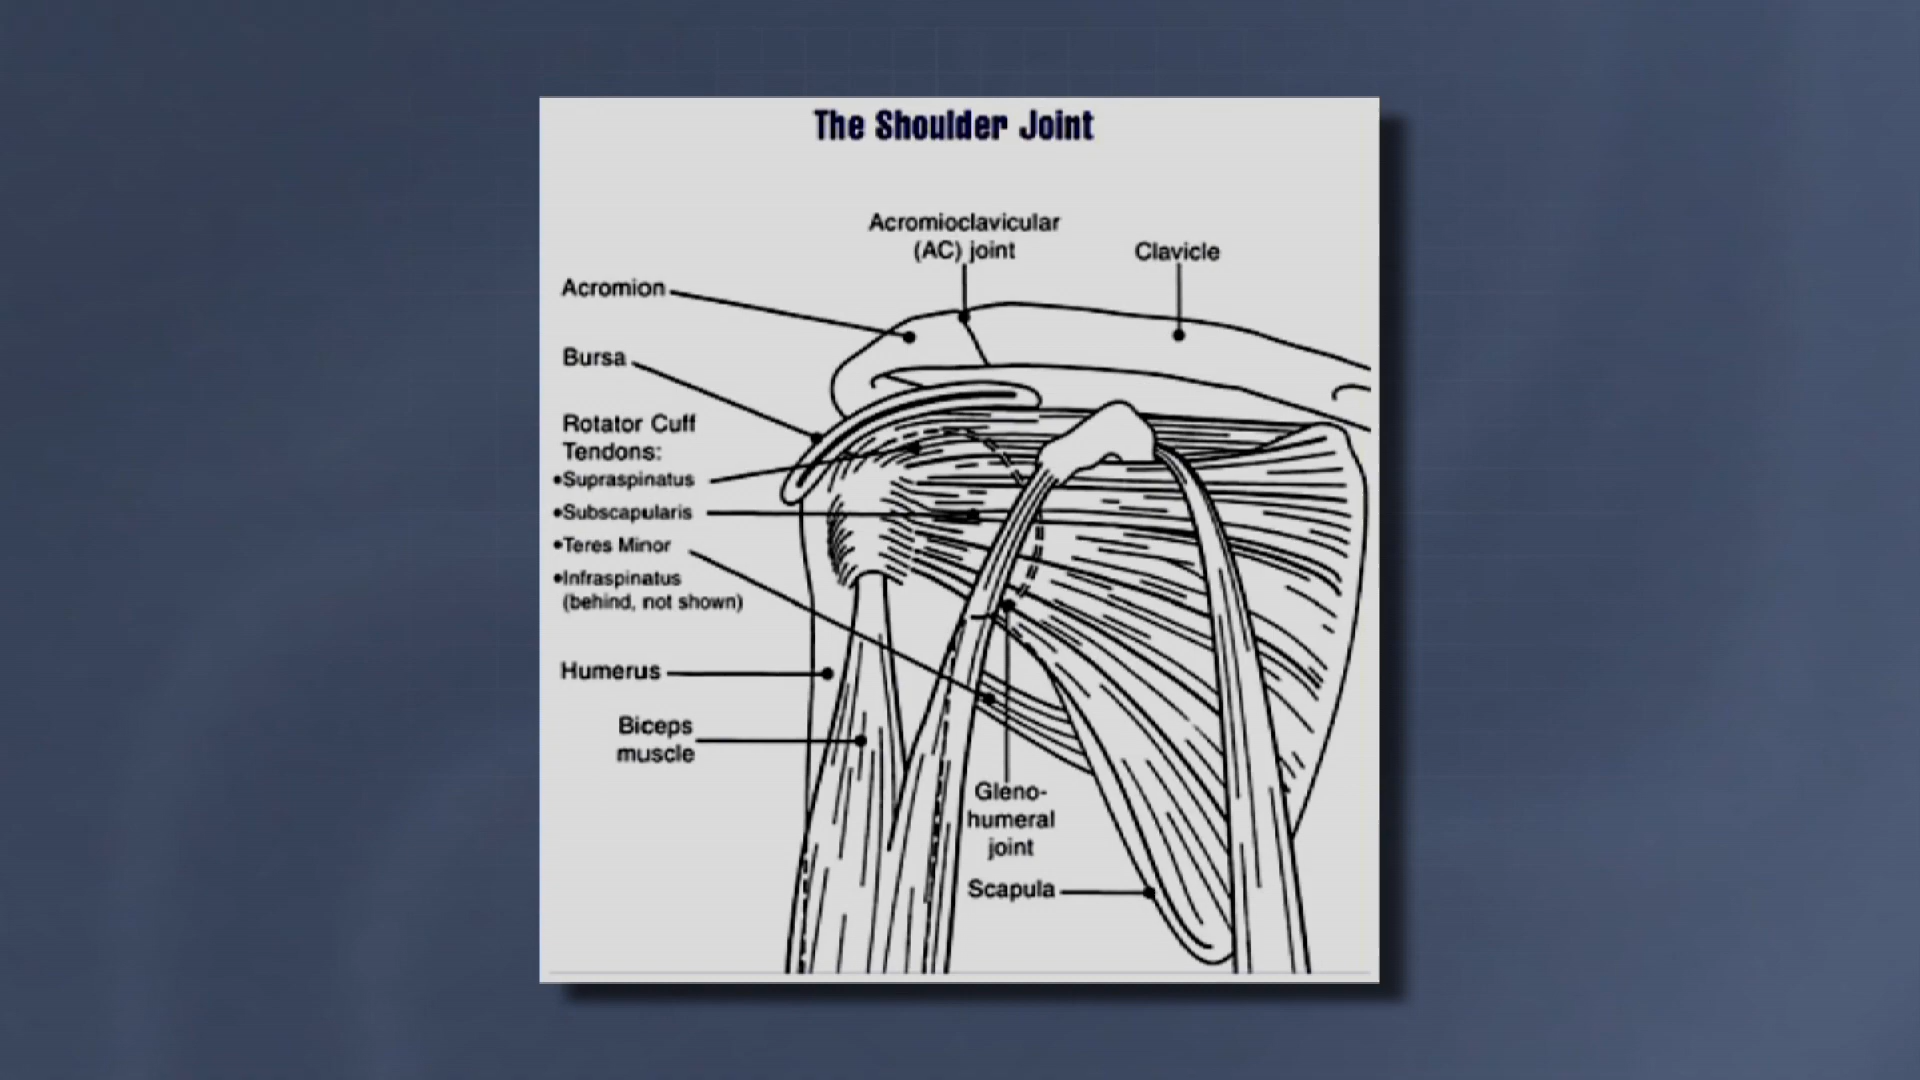 The Shoulder Joint
Acromioclavicular
(AC) joint
Clavicle
Acromion
Bursa
Rotator Cuff
Tendons:
•Supraspinatus
•Subscapularis
•Teres Minor
•Infraspinatus
(behind, not shown)
Humerus
Biceps
muscle
Gleno-
humeral
joint
Scapula